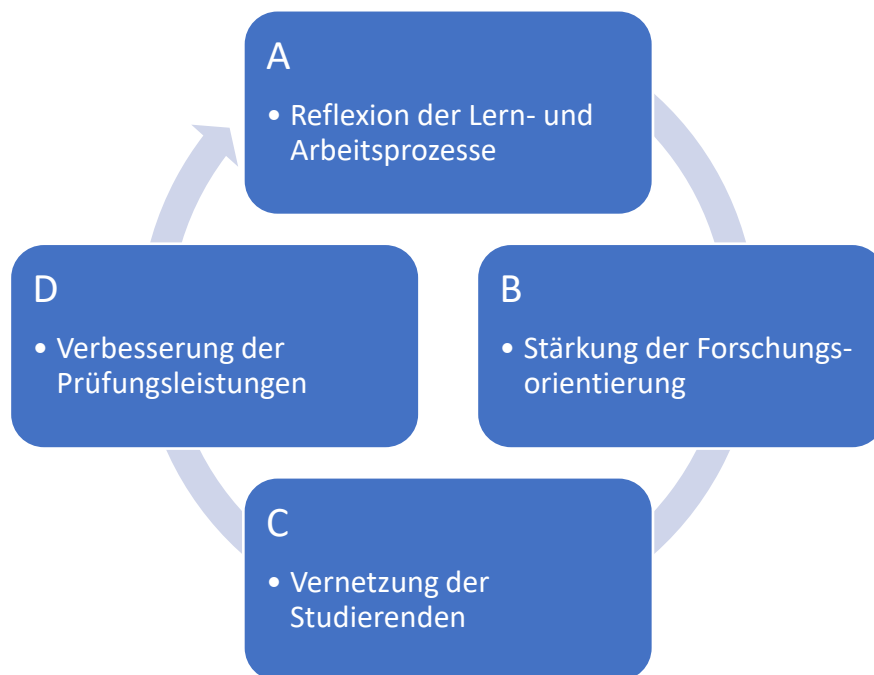 A
• Reflexion der Lern- und
Arbeitsprozesse
B
• Stärkung der Forschungs-
orientierung
C
• Vernetzung der
Studierenden
D
• Verbesserung der
Prüfungsleistungen